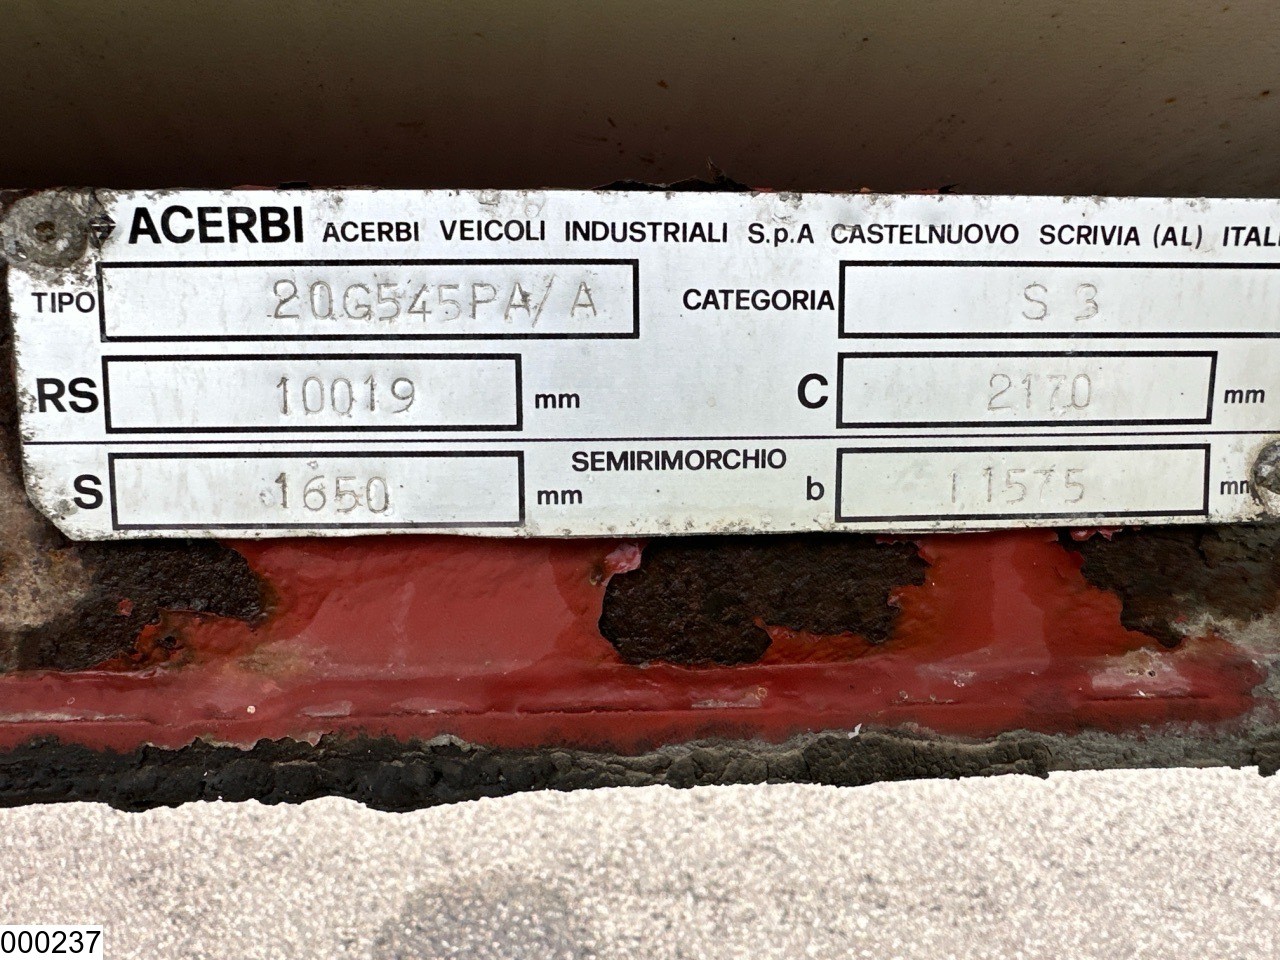 ACERBI ACERBI VEICOLI INDUSTRIALI S.p.A CASTELNUOVO SCRIVIA (AL) ITALI
TIPO 20G545PA/A CATEGORIA S 3
RS 10019 mm C 2170 mm
SEMIRIMORCHIO
S 1650 mm b 11575 mm
000237